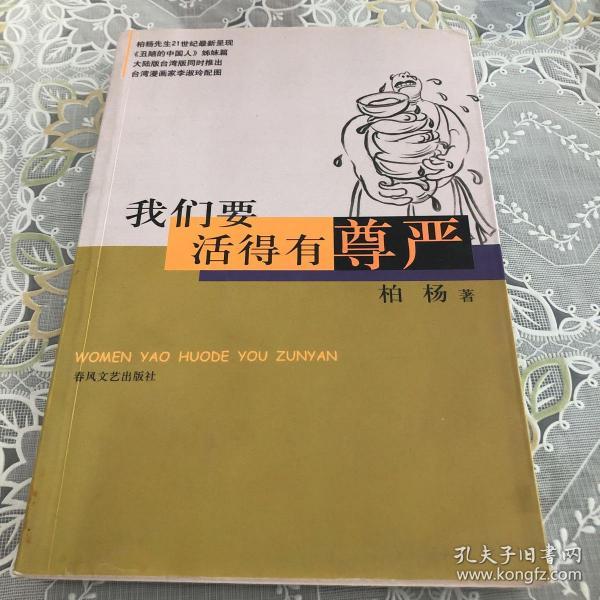 柏杨先生21世纪最新呈现
《丑陋的中国人》姊妹篇
大陆版台湾版同时推出
台湾漫画家李淑玲配图
我们要
活得有尊严
柏 杨 著
WOMEN YAO HUODE YOU ZUNYAN
春风文艺出版社
孔夫子旧书网
www.kongfz.com